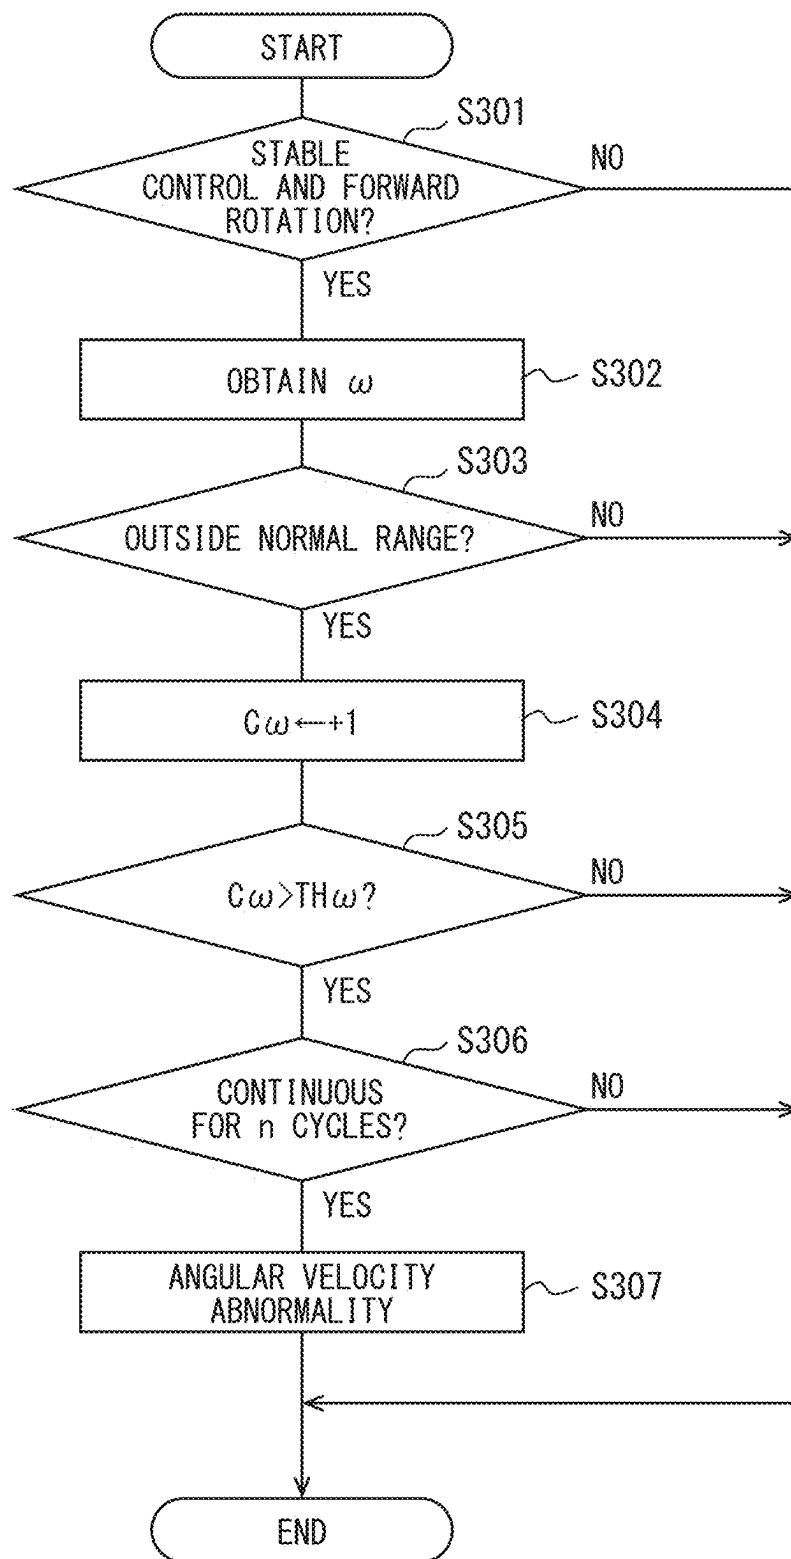 START
S301
STABLE
CONTROL AND FORWARD
ROTATION?
NO
YES
OBTAIN ω
S302
S303
OUTSIDE NORMAL RANGE?
NO
YES
Cω←+1
S304
S305
Cω>THω?
NO
YES
S306
CONTINUOUS
FOR n CYCLES?
NO
YES
ANGULAR VELOCITY
ABNORMALITY
S307
END